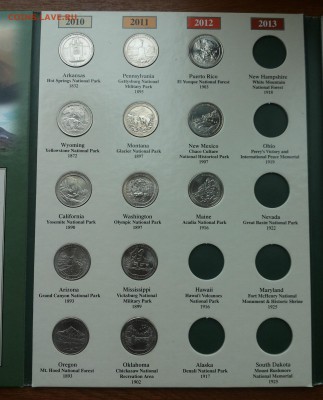 COINSS.RU
2010
2011
2012
2013
Arkansas
Hot Springs National Park
1832
Pennsylvania
Gettysburg National
Military Park
1895
Puerto Rico
El Yunque National Forest
1903
New Hampshire
White Mountain
National Forest
1918
Wyoming
Yellowstone National Park
1872
Montana
Glacier National Park
1897
New Mexico
Chaco Culture
National Historical Park
1907
Ohio
Perry's Victory and
International Peace Memorial
1919
California
Yosemite National Park
1890
Washington
Olympic National Park
1897
Maine
Acadia National Park
1916
Nevada
Great Basin National Park
1922
Arizona
Grand Canyon National Park
1893
Mississippi
Vicksburg National
Military Park
1899
Hawaii
Hawai'i Volcanoes
National Park
1916
Maryland
Fort McHenry National
Monument & Historic Shrine
1925
Oregon
Mt. Hood National Forest
1893
Oklahoma
Chickasaw National
Recreation Area
1902
Alaska
Denali National Park
1917
South Dakota
Mount Rushmore
National Memorial
1925